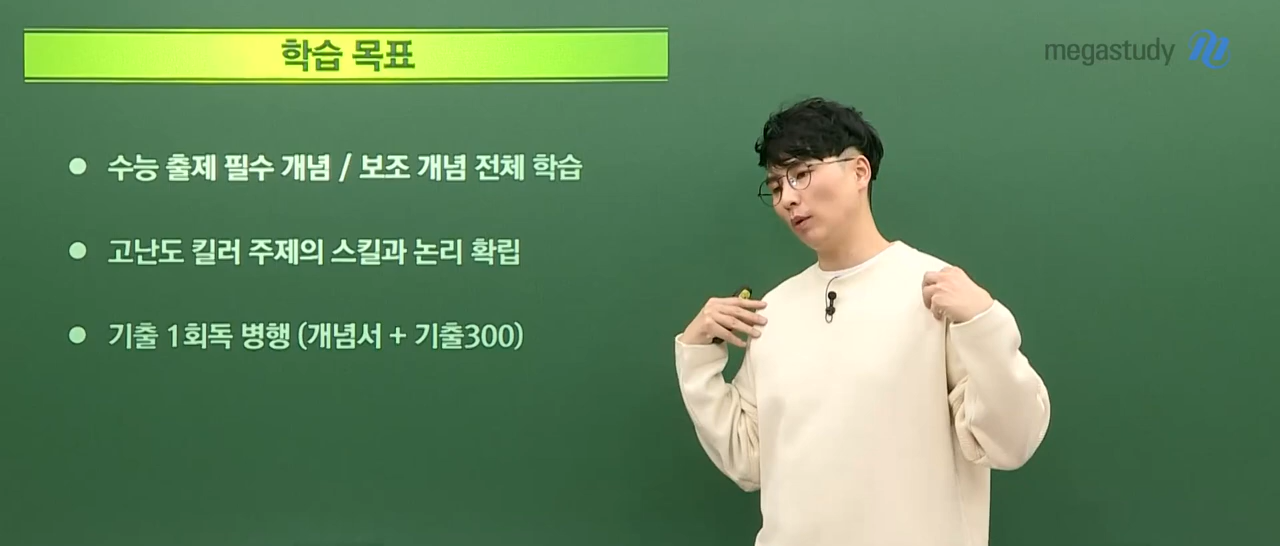 학습 목표
megastudy
수능 출제 필수 개념 / 보조 개념 전체 학습
고난도 킬러 주제의 스킬과 논리 확립
기출 1회독 병행 (개념서 + 기출300)